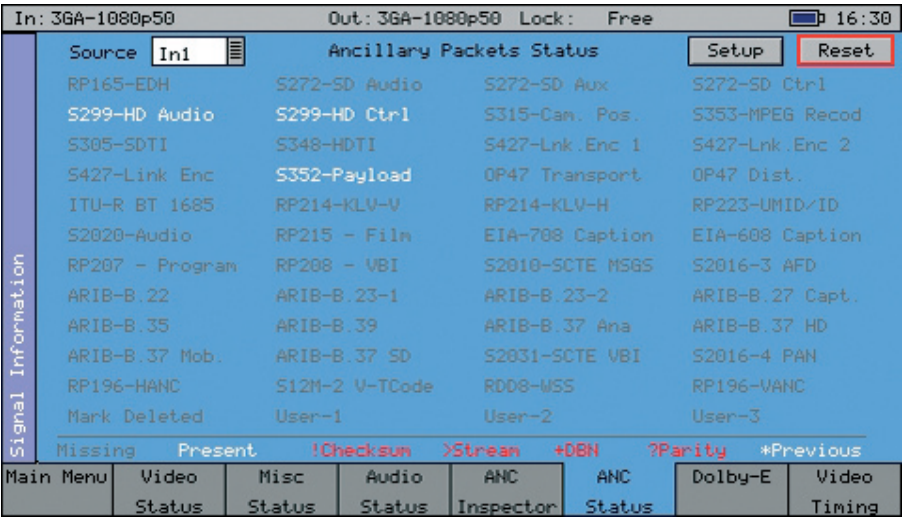 In: 3GA-1080p50 Out: 3GA-1080p50 Lock: Free 16:30
Source In1 Ancillary Packets Status Setup Reset
RP165-EDH S272-SD Audio S272-SD Aux S272-SD Ctrl
S299-HD Audio S299-HD Ctrl S315-Cam. Pos. S353-MPEG Recod
S305-SDTI S348-HDTI S427-Lnk.Enc 1 S427-Lnk.Enc 2
S427-Link Enc S352-Payload OP47 Transport OP47 Dist.
ITU-R BT 1685 RP214-KLV-V RP214-KLV-H RP223-UMID/ID
S2020-Audio RP215 - Film EIA-708 Caption EIA-608 Caption
RP207 - Program RP208 - VBI S2010-SCTE MSGS S2016-3 AFD
ARIB-B.22 ARIB-B.23-1 ARIB-B.23-2 ARIB-B.27 Capt.
ARIB-B.35 ARIB-B.39 ARIB-B.37 Ana ARIB-B.37 HD
ARIB-B.37 Mob. ARIB-B.37 SD S2031-SCTE VBI S2016-4 PAN
RP196-HANC S12M-2 V-TCode RDD8-WSS RP196-VANC
Mark Deleted User-1 User-2 User-3
Missing Present !Checksum >Stream +DBN ?Parity *Previous
Signal Information
Main Menu Video Misc Audio ANC ANC Dolby-E Video
Status Status Status Inspector Status Timing